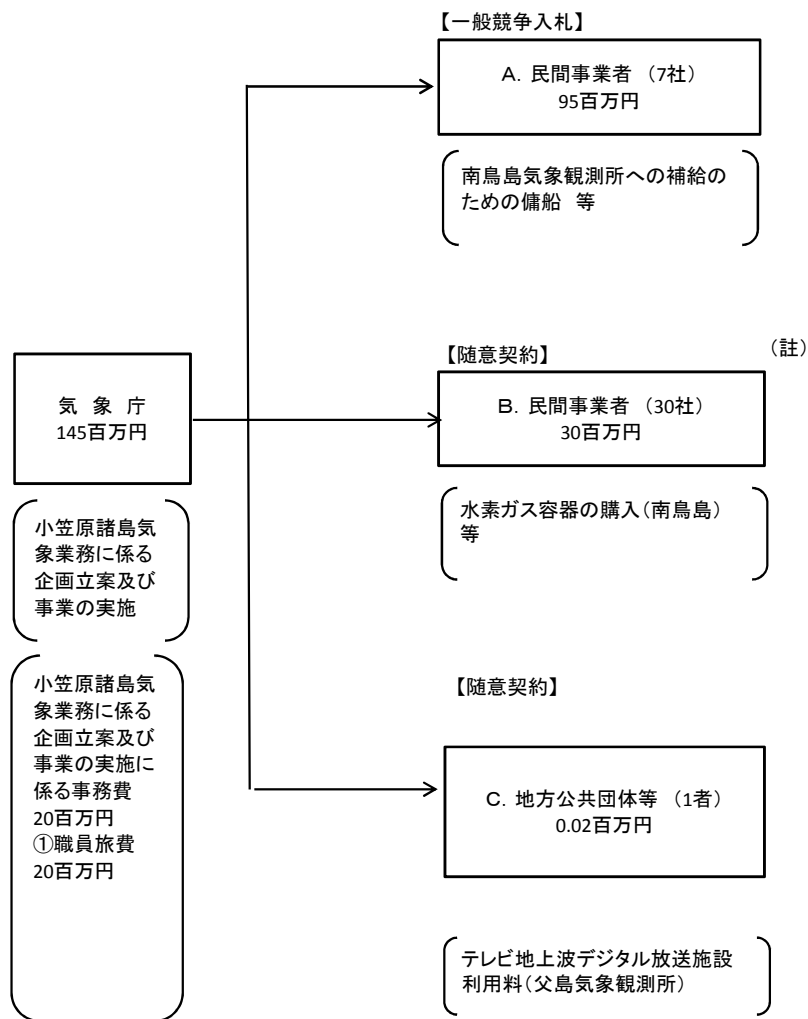 【一般競争入札】
A. 民間事業者 （7社）
95百万円
南鳥島気象観測所への補給の
ための傭船 等
【随意契約】
（註）
気 象 庁
145百万円
B. 民間事業者 （30社）
30百万円
小笠原諸島気
象業務に係る
企画立案及び
事業の実施
水素ガス容器の購入（南鳥島）
等
小笠原諸島気
象業務に係る
企画立案及び
事業の実施に
係る事務費
20百万円
①職員旅費
20百万円
【随意契約】
C. 地方公共団体等 （1者）
0.02百万円
テレビ地上波デジタル放送施設
利用料（父島気象観測所）